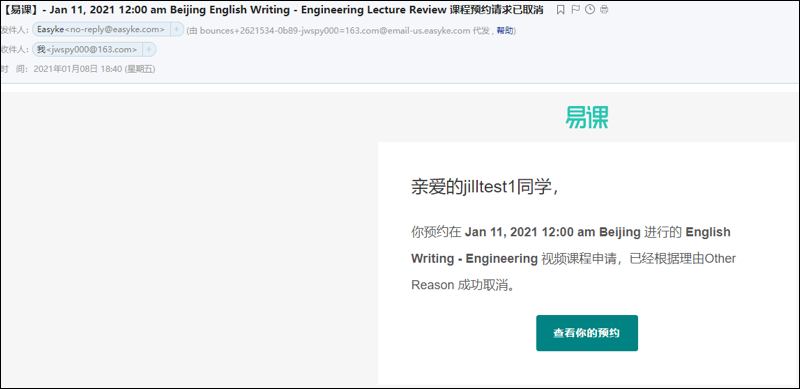 【易课】- Jan 11, 2021 12:00 am Beijing English Writing - Engineering Lecture Review 课程预约请求已取消
发件人: Easyke<no-reply@easyke.com> + (由 bounces+2621534-0b89-jwspy000=163.com@email-us.easyke.com 代发 , 帮助)
收件人: 我<jwspy000@163.com> +
时 间: 2021年01月08日 18:40 (星期五)
易课
亲爱的jilltest1同学,
你预约在 Jan 11, 2021 12:00 am Beijing 进行的 English
Writing - Engineering 视频课程申请，已经根据理由Other
Reason 成功取消。
查看你的预约